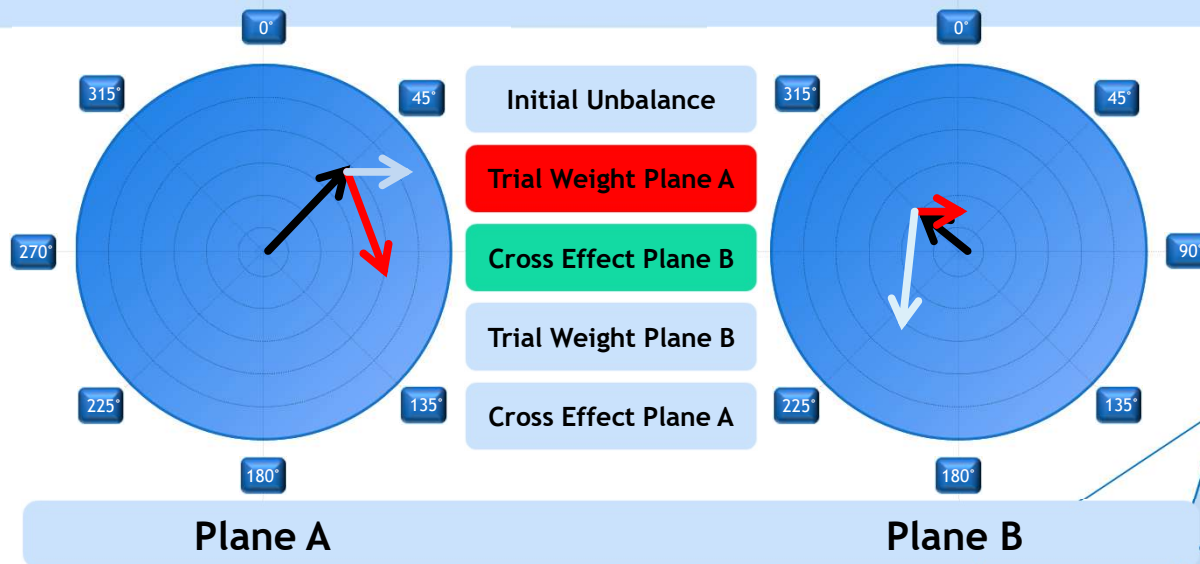 0°
0°
315°
45°
Initial Unbalance
315°
45°
Trial Weight Plane A
270°
Cross Effect Plane B
90°
Trial Weight Plane B
225°
135°
Cross Effect Plane A
225°
135°
180°
180°
Plane A
Plane B